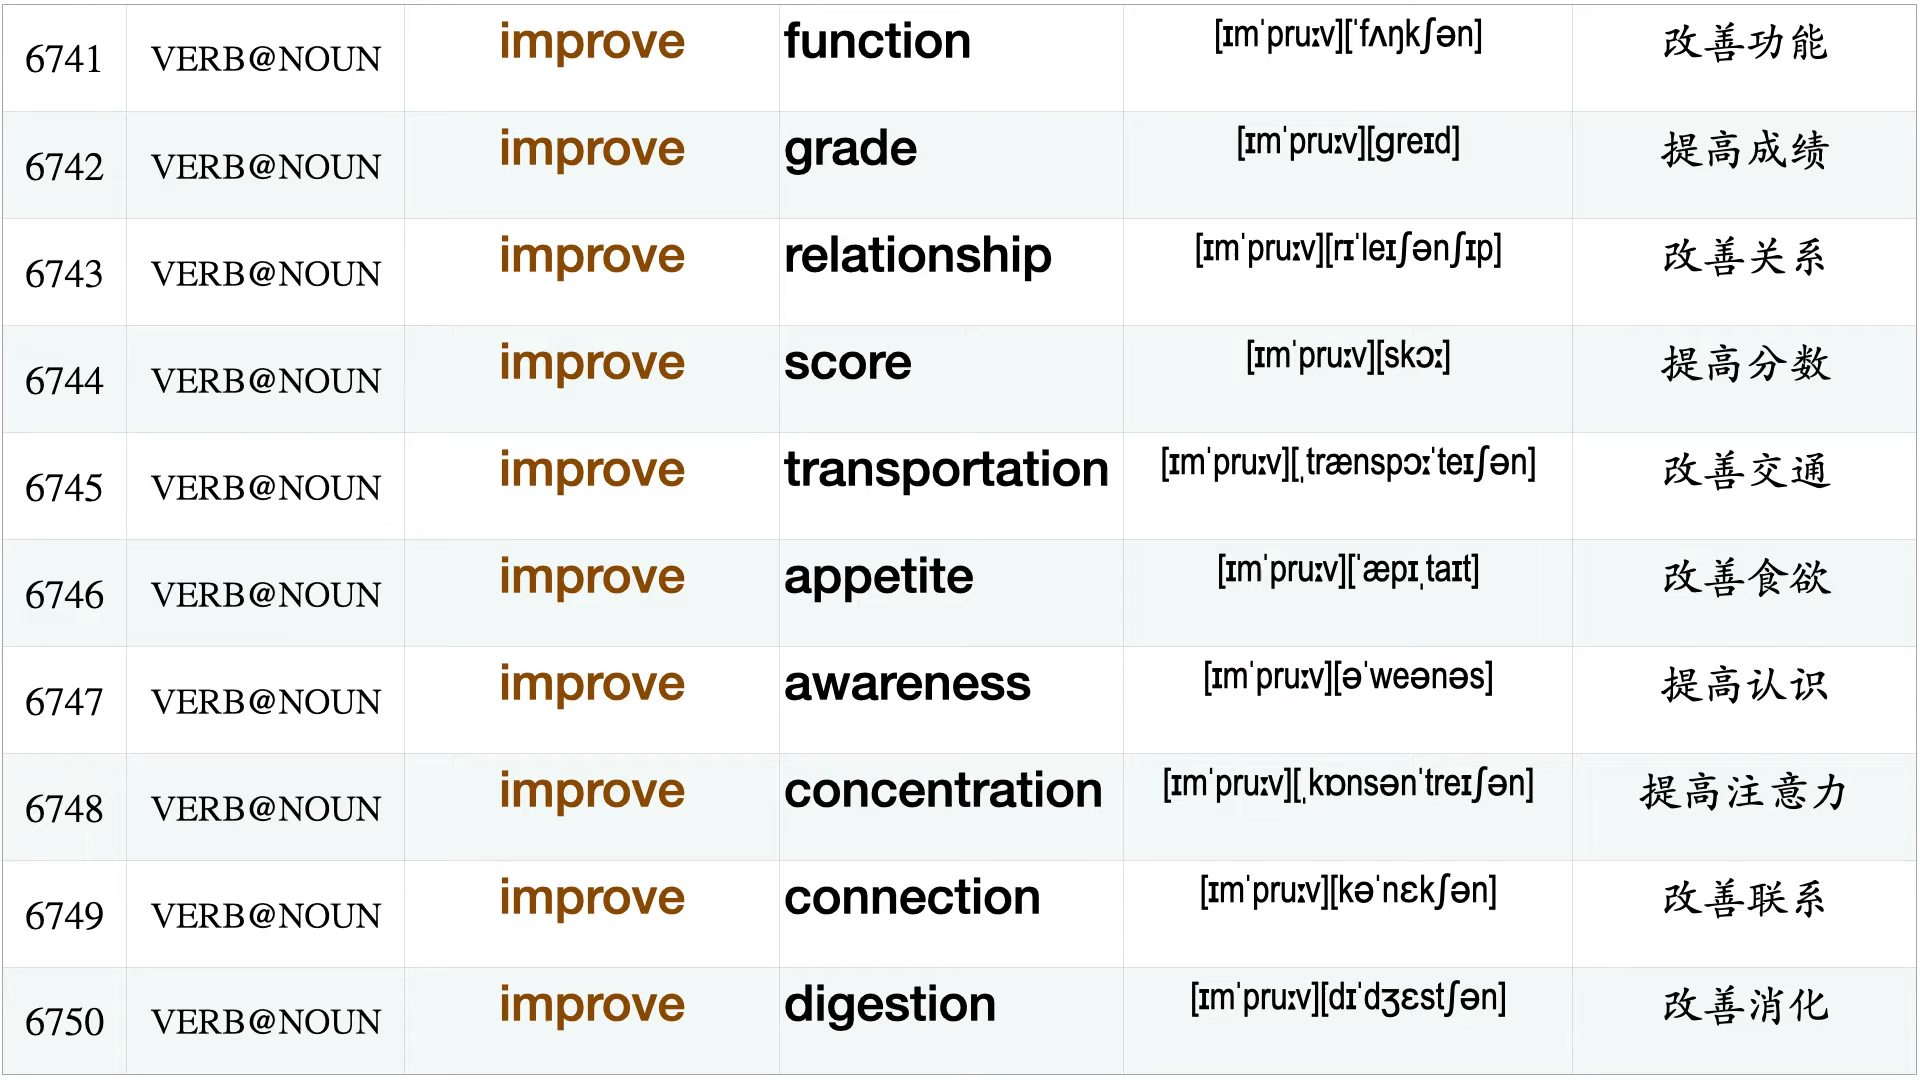 6741 VERB@NOUN improve function [ɪmˈpruːv][ˈfʌŋkʃən] 改善功能
6742 VERB@NOUN improve grade [ɪmˈpruːv][ɡreɪd] 提高成绩
6743 VERB@NOUN improve relationship [ɪmˈpruːv][rɪˈleɪʃənʃɪp] 改善关系
6744 VERB@NOUN improve score [ɪmˈpruːv][skɔː] 提高分数
6745 VERB@NOUN improve transportation [ɪmˈpruːv][ˌtrænspɔːˈteɪʃən] 改善交通
6746 VERB@NOUN improve appetite [ɪmˈpruːv][ˈæpɪˌtaɪt] 改善食欲
6747 VERB@NOUN improve awareness [ɪmˈpruːv][əˈweənəs] 提高认识
6748 VERB@NOUN improve concentration [ɪmˈpruːv][ˌkɒnsənˈtreɪʃən] 提高注意力
6749 VERB@NOUN improve connection [ɪmˈpruːv][kəˈnɛkʃən] 改善联系
6750 VERB@NOUN improve digestion [ɪmˈpruːv][dɪˈdʒɛstʃən] 改善消化